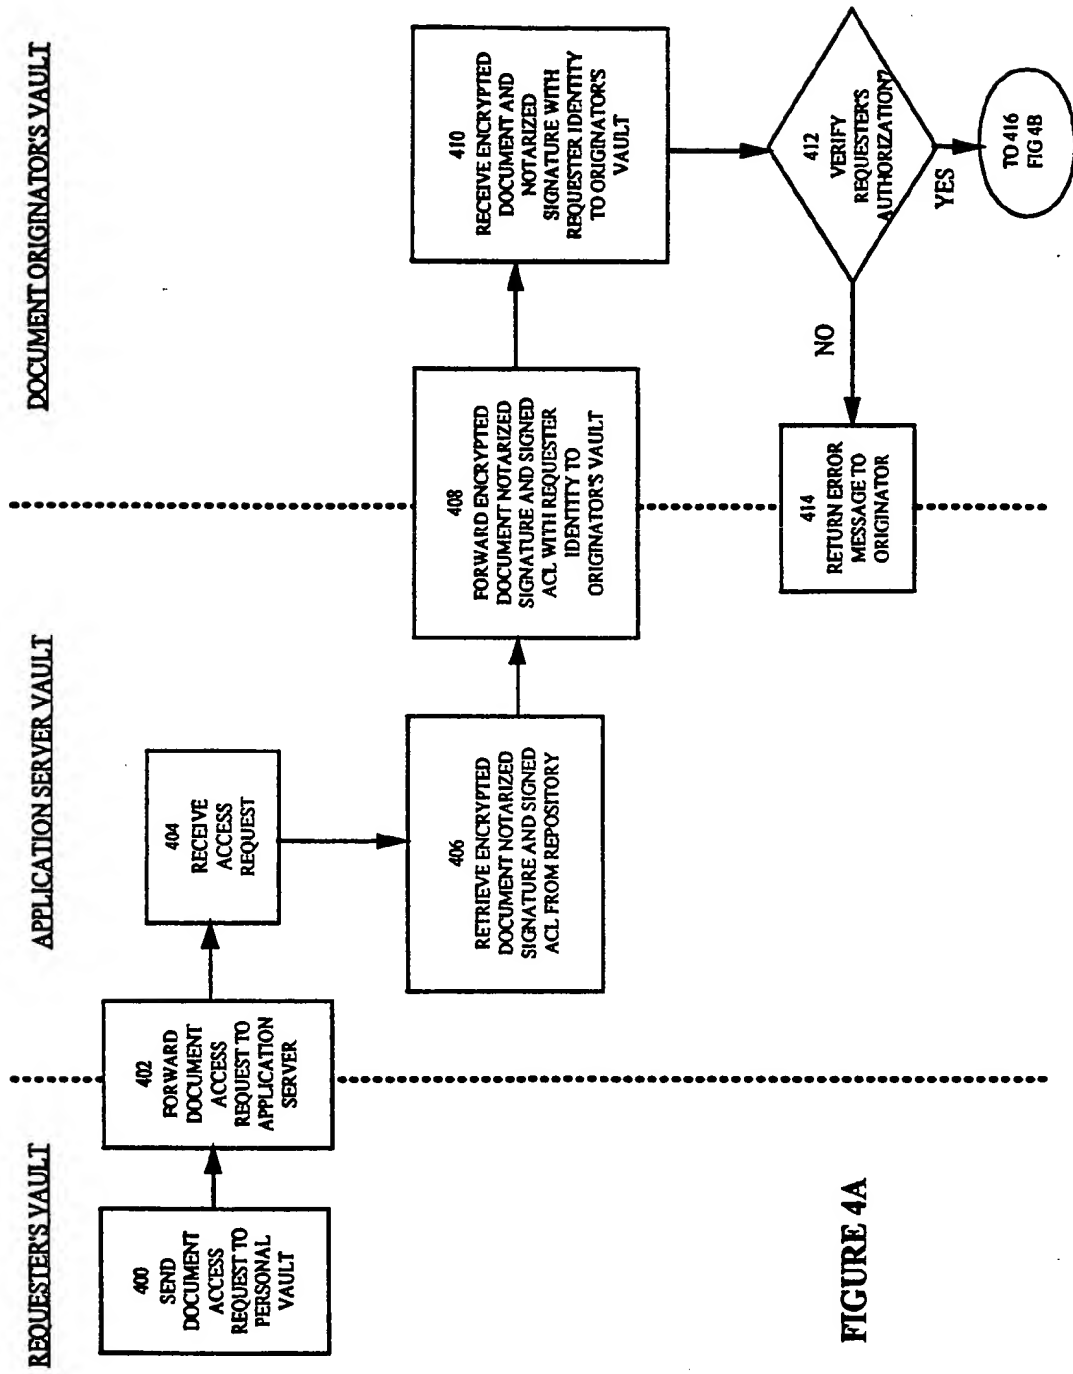 REQUESTER'S VAULT
APPLICATION SERVER VAULT
DOCUMENT ORIGINATOR'S VAULT
400
SEND
DOCUMENT
ACCESS
REQUEST TO
PERSONAL
VAULT
402
FORWARD
DOCUMENT
ACCESS
REQUEST TO
APPLICATION
SERVER
404
RECEIVE
ACCESS
REQUEST
406
RETRIEVE ENCRYPTED
DOCUMENT NOTARIZED
SIGNATURE AND SIGNED
ACL FROM REPOSITORY
408
FORWARD ENCRYPTED
DOCUMENT NOTARIZED
SIGNATURE AND SIGNED
ACL WITH REQUESTER
IDENTITY TO
ORIGINATOR'S VAULT
410
RECEIVE ENCRYPTED
DOCUMENT AND
NOTARIZED
SIGNATURE WITH
REQUESTER IDENTITY
TO ORIGINATOR'S
VAULT
412
VERIFY
REQUESTER'S
AUTHORIZATION?
NO
YES
414
RETURN ERROR
MESSAGE TO
ORIGINATOR
TO 416
FIG 4B
FIGURE 4A